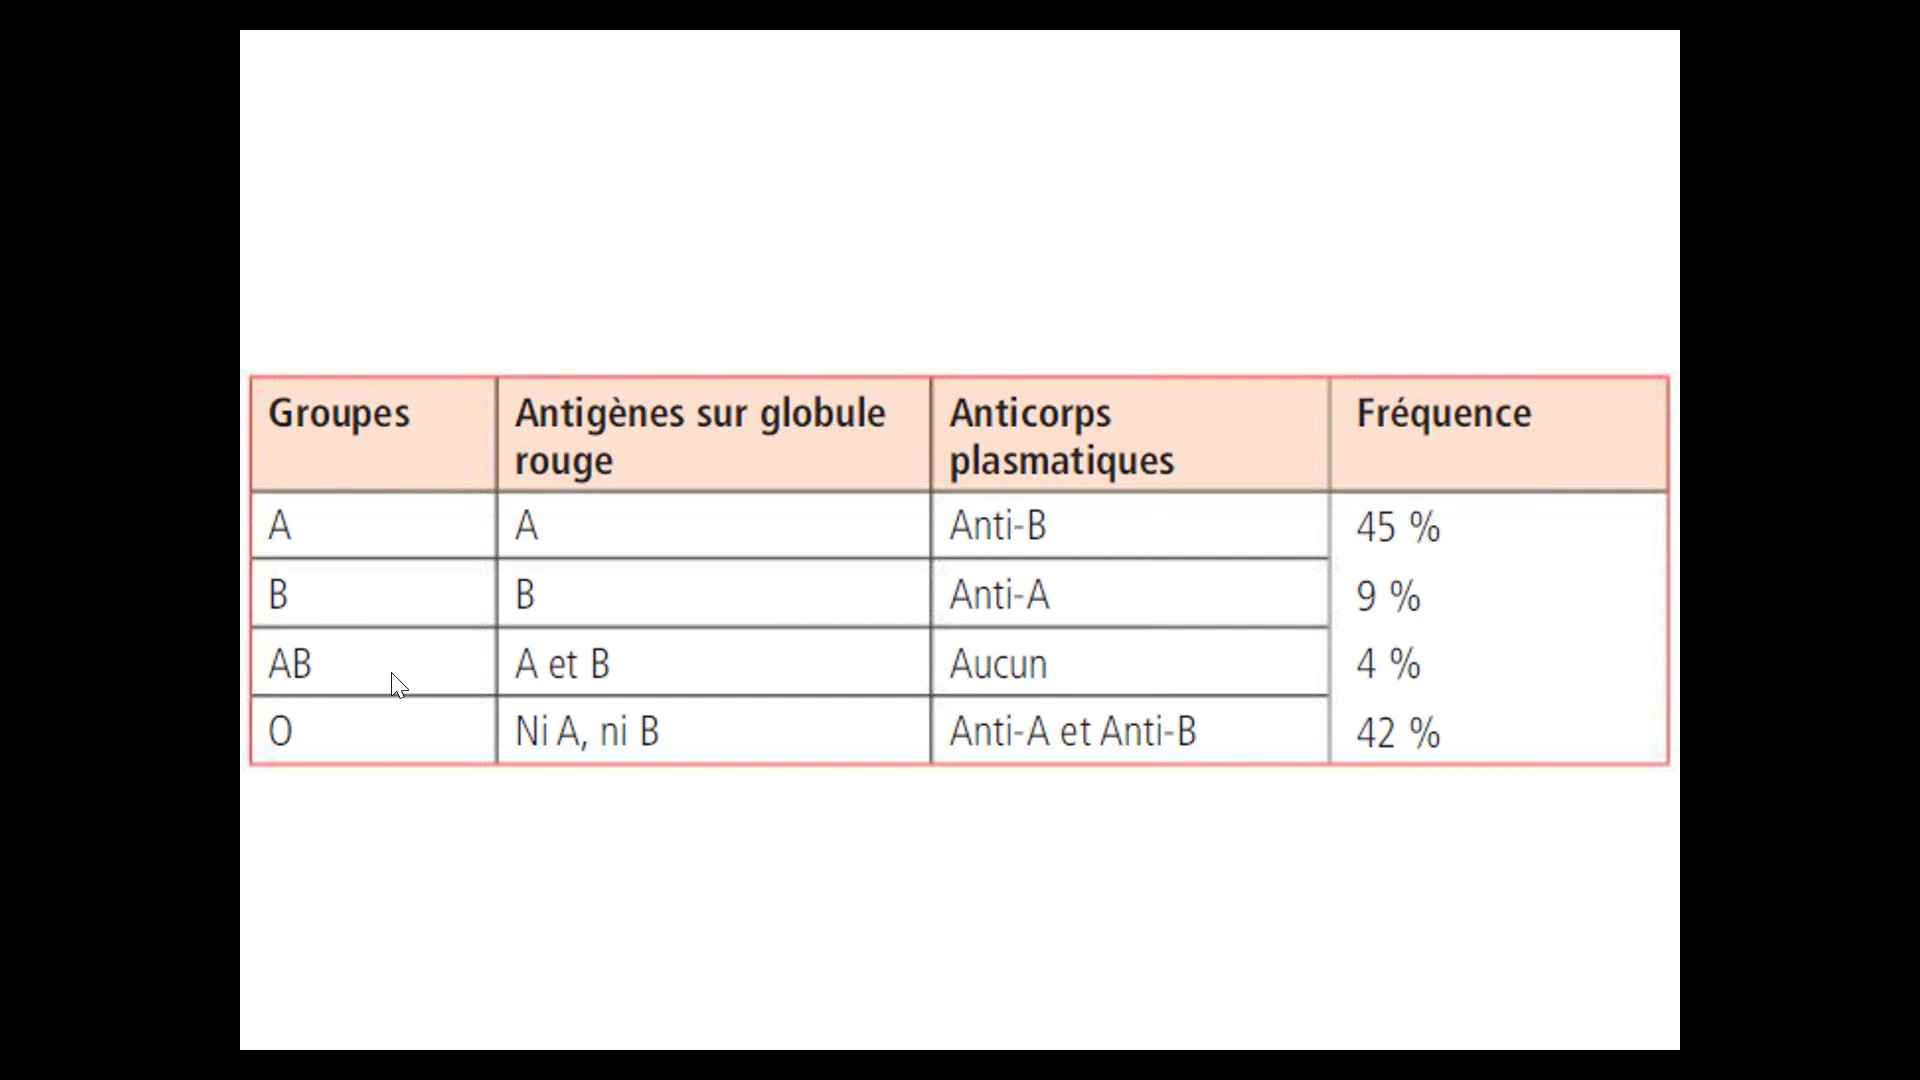 Groupes Antigènes sur globule rouge Anticorps plasmatiques Fréquence
A A Anti-B 45 %
B B Anti-A 9 %
AB A et B Aucun 4 %
O Ni A, ni B Anti-A et Anti-B 42 %